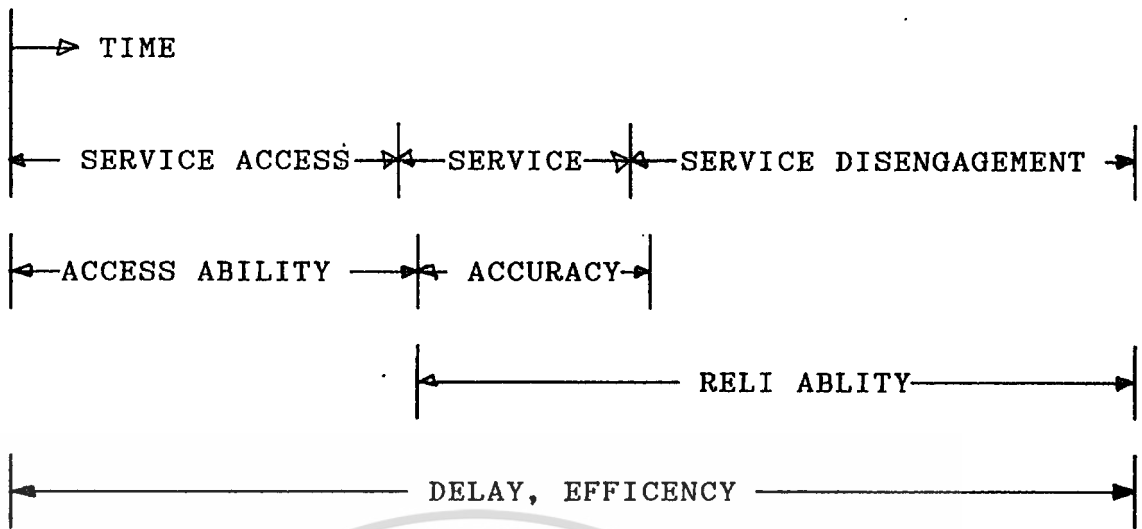 TIME
SERVICE ACCESS SERVICE SERVICE DISENGAGEMENT
ACCESS ABILITY ACCURACY
RELI ABLITY
DELAY, EFFICENCY